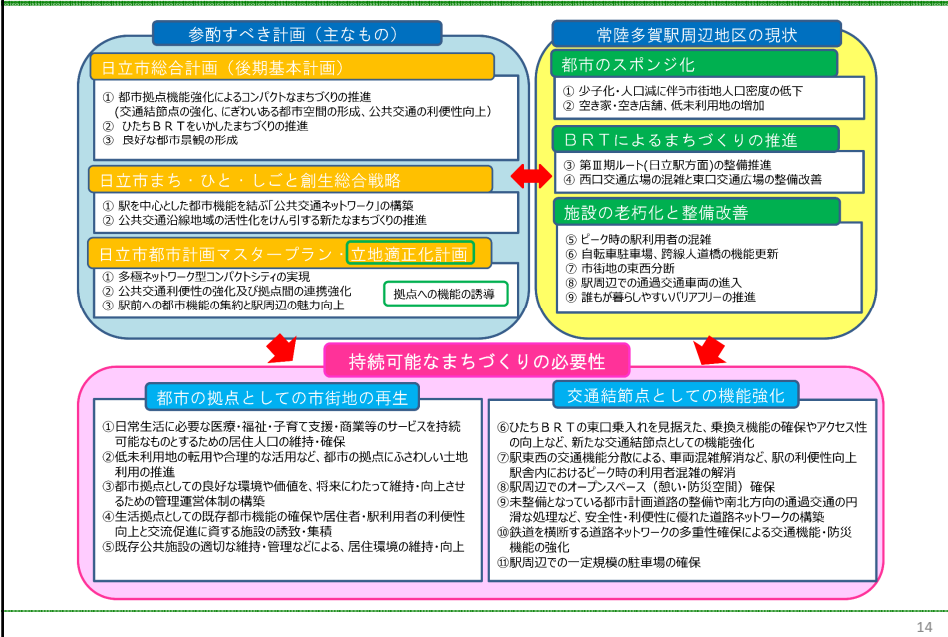 参酌すべき計画（主なもの）
日立市総合計画（後期基本計画）
① 都市拠点機能強化によるコンパクトなまちづくりの推進
(交通結節点の強化、にぎわいある都市空間の形成、公共交通の利便性向上)
② ひたちＢＲＴをいかしたまちづくりの推進
③ 良好な都市景観の形成
日立市まち・ひと・しごと創生総合戦略
① 駅を中心とした都市機能を結ぶ「公共交通ネットワーク」の構築
② 公共交通沿線地域の活性化をけん引する新たなまちづくりの推進
日立市都市計画マスタープラン・立地適正化計画
① 多極ネットワーク型コンパクトシティの実現
② 公共交通利便性の強化及び拠点間の連携強化
③ 駅前への都市機能の集約と駅周辺の魅力向上
拠点への機能の誘導
常陸多賀駅周辺地区の現状
都市のスポンジ化
① 少子化・人口減に伴う市街地人口密度の低下
② 空き家・空き店舗、低未利用地の増加
ＢＲＴによるまちづくりの推進
③ 第Ⅲ期ルート(日立駅方面)の整備推進
④ 西口交通広場の混雑と東口交通広場の整備改善
施設の老朽化と整備改善
⑤ ピーク時の駅利用者の混雑
⑥ 自転車駐車場、跨線人道橋の機能更新
⑦ 市街地の東西分断
⑧ 駅周辺での通過交通車両の進入
⑨ 誰もが暮らしやすいバリアフリーの推進
持続可能なまちづくりの必要性
都市の拠点としての市街地の再生
①日常生活に必要な医療・福祉・子育て支援・商業等のサービスを持続
可能なものとするための居住人口の維持・確保
②低未利用地の転用や合理的な活用など、都市の拠点にふさわしい土地
利用の推進
③都市拠点としての良好な環境や価値を、将来にわたって維持・向上させ
るための管理運営体制の構築
④生活拠点としての既存都市機能の確保や居住者・駅利用者の利便性
向上と交流促進に資する施設の誘致・集積
⑤既存公共施設の適切な維持・管理などによる、居住環境の維持・向上
交通結節点としての機能強化
⑥ひたちＢＲＴの東口乗入れを見据えた、乗換え機能の確保やアクセス性
の向上など、新たな交通結節点としての機能強化
⑦駅東西の交通機能分散による、車両混雑解消など、駅の利便性向上
駅舎内におけるピーク時の利用者混雑の解消
⑧駅周辺でのオープンスペース（憩い・防災空間）確保
⑨未整備となっている都市計画道路の整備や南北方向の通過交通の円
滑な処理など、安全性・利便性に優れた道路ネットワークの構築
⑩鉄道を横断する道路ネットワークの多重性確保による交通機能・防災
機能の強化
⑪駅周辺での一定規模の駐車場の確保
14